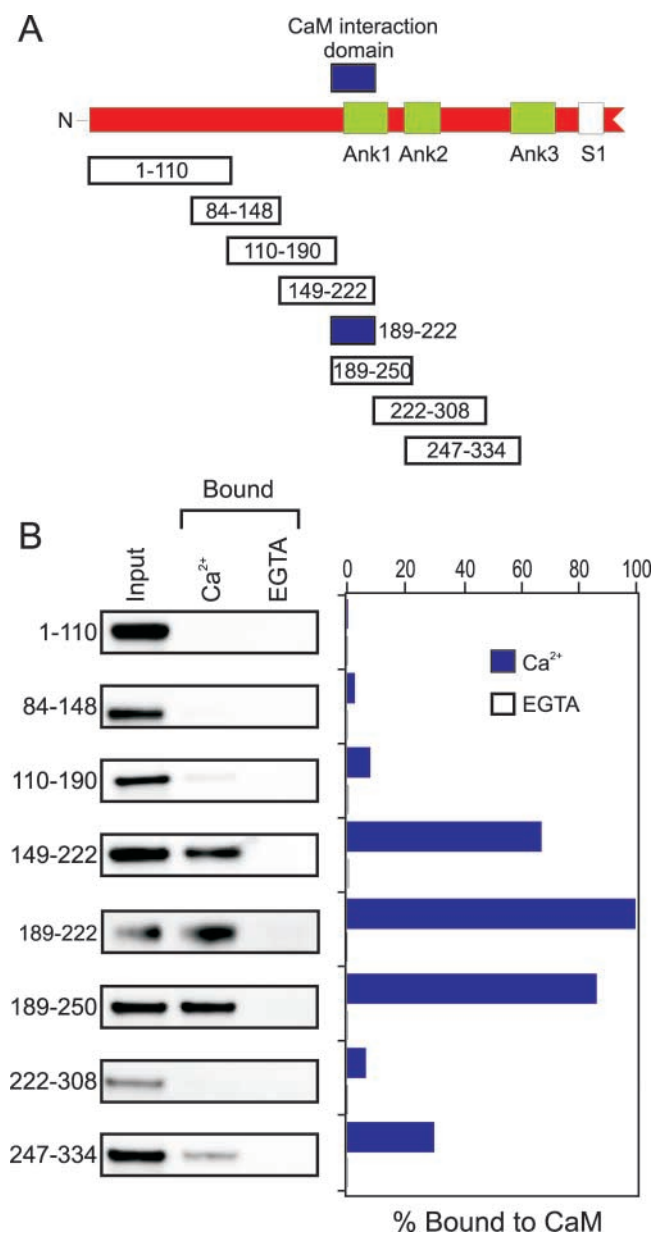 A
CaM interaction
domain
N
Ank1 Ank2 Ank3 S1
1-110
84-148
110-190
149-222
189-222
189-250
222-308
247-334
B
Bound
Input Ca²⁺ EGTA
0 20 40 60 80 100
Ca²⁺
EGTA
1-110
84-148
110-190
149-222
189-222
189-250
222-308
247-334
% Bound to CaM